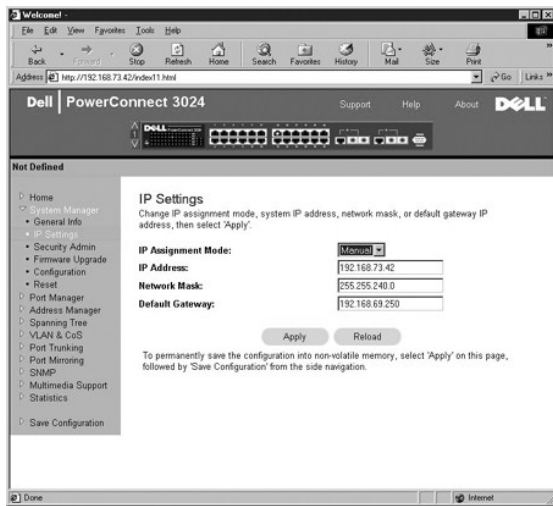 Welcome! -
File Edit View Favorites Tools Help
Back Forward Stop Refresh Home Search Favorites History Mail Size Print
Address http://192.168.73.42/index11.html Go Links »
Dell PowerConnect 3024 Support Help About DELL
DELL
1
Not Defined
Home
System Manager
• General Info
• IP Settings
• Security Admin
• Firmware Upgrade
• Configuration
• Reset
Port Manager
Address Manager
Spanning Tree
VLAN & CoS
Port Trunking
Port Mirroring
SNMP
Multimedia Support
Statistics
Save Configuration
IP Settings
Change IP assignment mode, system IP address, network mask, or default gateway IP
address, then select 'Apply'.
IP Assignment Mode: Manual
IP Address: 192.168.73.42
Network Mask: 255.255.240.0
Default Gateway: 192.168.69.250
Apply Reload
To permanently save the configuration into non-volatile memory, select 'Apply' on this page,
followed by 'Save Configuration' from the side navigation.
Done Internet